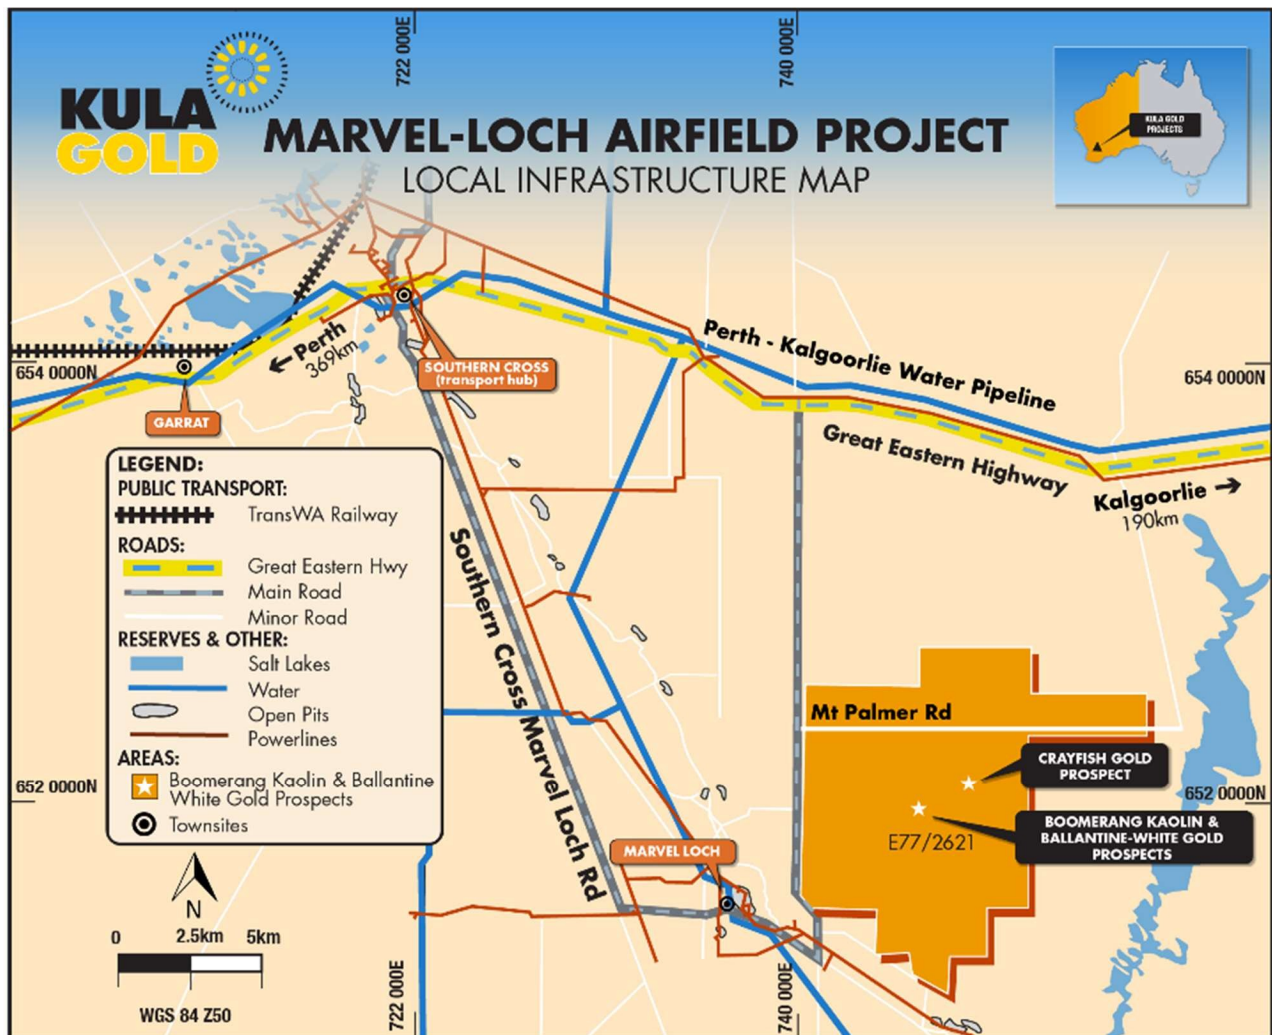 722 000E
740 000E
KULA
GOLD
MARVEL-LOCH AIRFIELD PROJECT
LOCAL INFRASTRUCTURE MAP
KULA GOLD
PROJECTS
Perth - Kalgoorlie Water Pipeline
← Perth
369km
SOUTHERN CROSS
(transport hub)
654 0000N
654 0000N
GARRAT
Great Eastern Highway
Kalgoorlie →
190km
LEGEND:
PUBLIC TRANSPORT:
TransWA Railway
ROADS:
Great Eastern Hwy
Main Road
Minor Road
RESERVES & OTHER:
Salt Lakes
Water
Open Pits
Powerlines
AREAS:
Boomerang Kaolin & Ballantine
White Gold Prospects
Townsites
Southern Cross Marvel Loch Rd
Mt Palmer Rd
CRAYFISH GOLD
PROSPECT
652 0000N
652 0000N
BOOMERANG KAOLIN &
BALLANTINE-WHITE GOLD
PROSPECTS
E77/2621
MARVEL LOCH
N
0 2.5km 5km
WGS 84 Z50
722 000E
740 000E